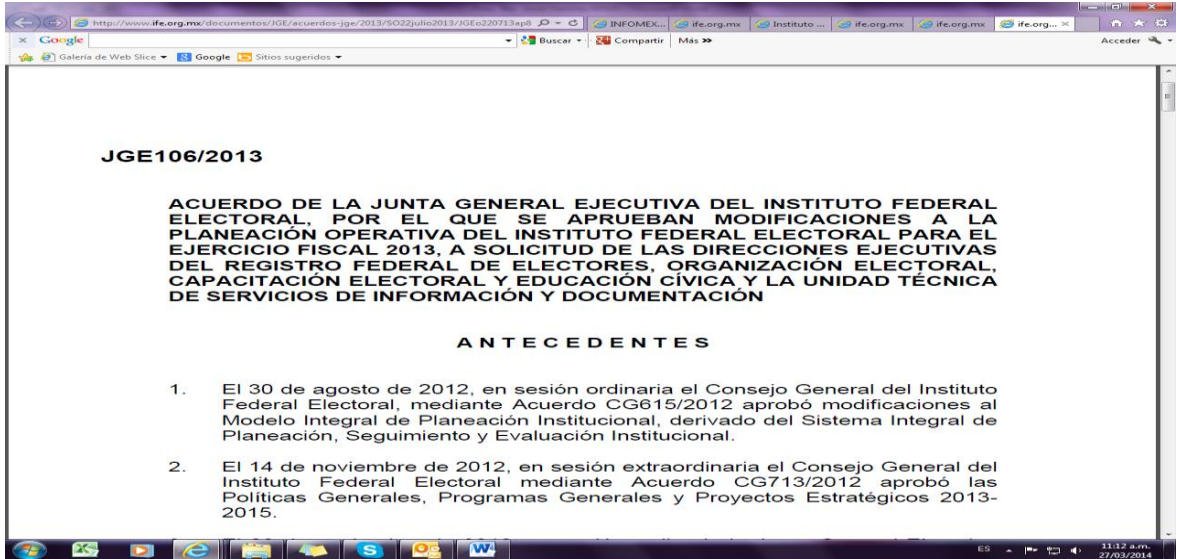 http://www.ife.org.mx/documentos/JGE/acuerdos-jge/2013/SO22julio2013/JGEo220713ap8
INFOMEX...
ife.org.mx
Instituto ...
ife.org.mx
ife.org.mx
ife.org...
Google
Buscar
Compartir
Más »
Acceder
Galería de Web Slice
Google
Sitios sugeridos
JGE106/2013
ACUERDO DE LA JUNTA GENERAL EJECUTIVA DEL INSTITUTO FEDERAL
ELECTORAL, POR EL QUE SE APRUEBAN MODIFICACIONES A LA
PLANEACIÓN OPERATIVA DEL INSTITUTO FEDERAL ELECTORAL PARA EL
EJERCICIO FISCAL 2013, A SOLICITUD DE LAS DIRECCIONES EJECUTIVAS
DEL REGISTRO FEDERAL DE ELECTORES, ORGANIZACIÓN ELECTORAL,
CAPACITACIÓN ELECTORAL Y EDUCACIÓN CÍVICA Y LA UNIDAD TÉCNICA
DE SERVICIOS DE INFORMACIÓN Y DOCUMENTACIÓN
A N T E C E D E N T E S
1. El 30 de agosto de 2012, en sesión ordinaria el Consejo General del Instituto
Federal Electoral, mediante Acuerdo CG615/2012 aprobó modificaciones al
Modelo Integral de Planeación Institucional, derivado del Sistema Integral de
Planeación, Seguimiento y Evaluación Institucional.
2. El 14 de noviembre de 2012, en sesión extraordinaria el Consejo General del
Instituto Federal Electoral mediante Acuerdo CG713/2012 aprobó las
Políticas Generales, Programas Generales y Proyectos Estratégicos 2013-
2015.
ES
11:12 a.m.
27/03/2014